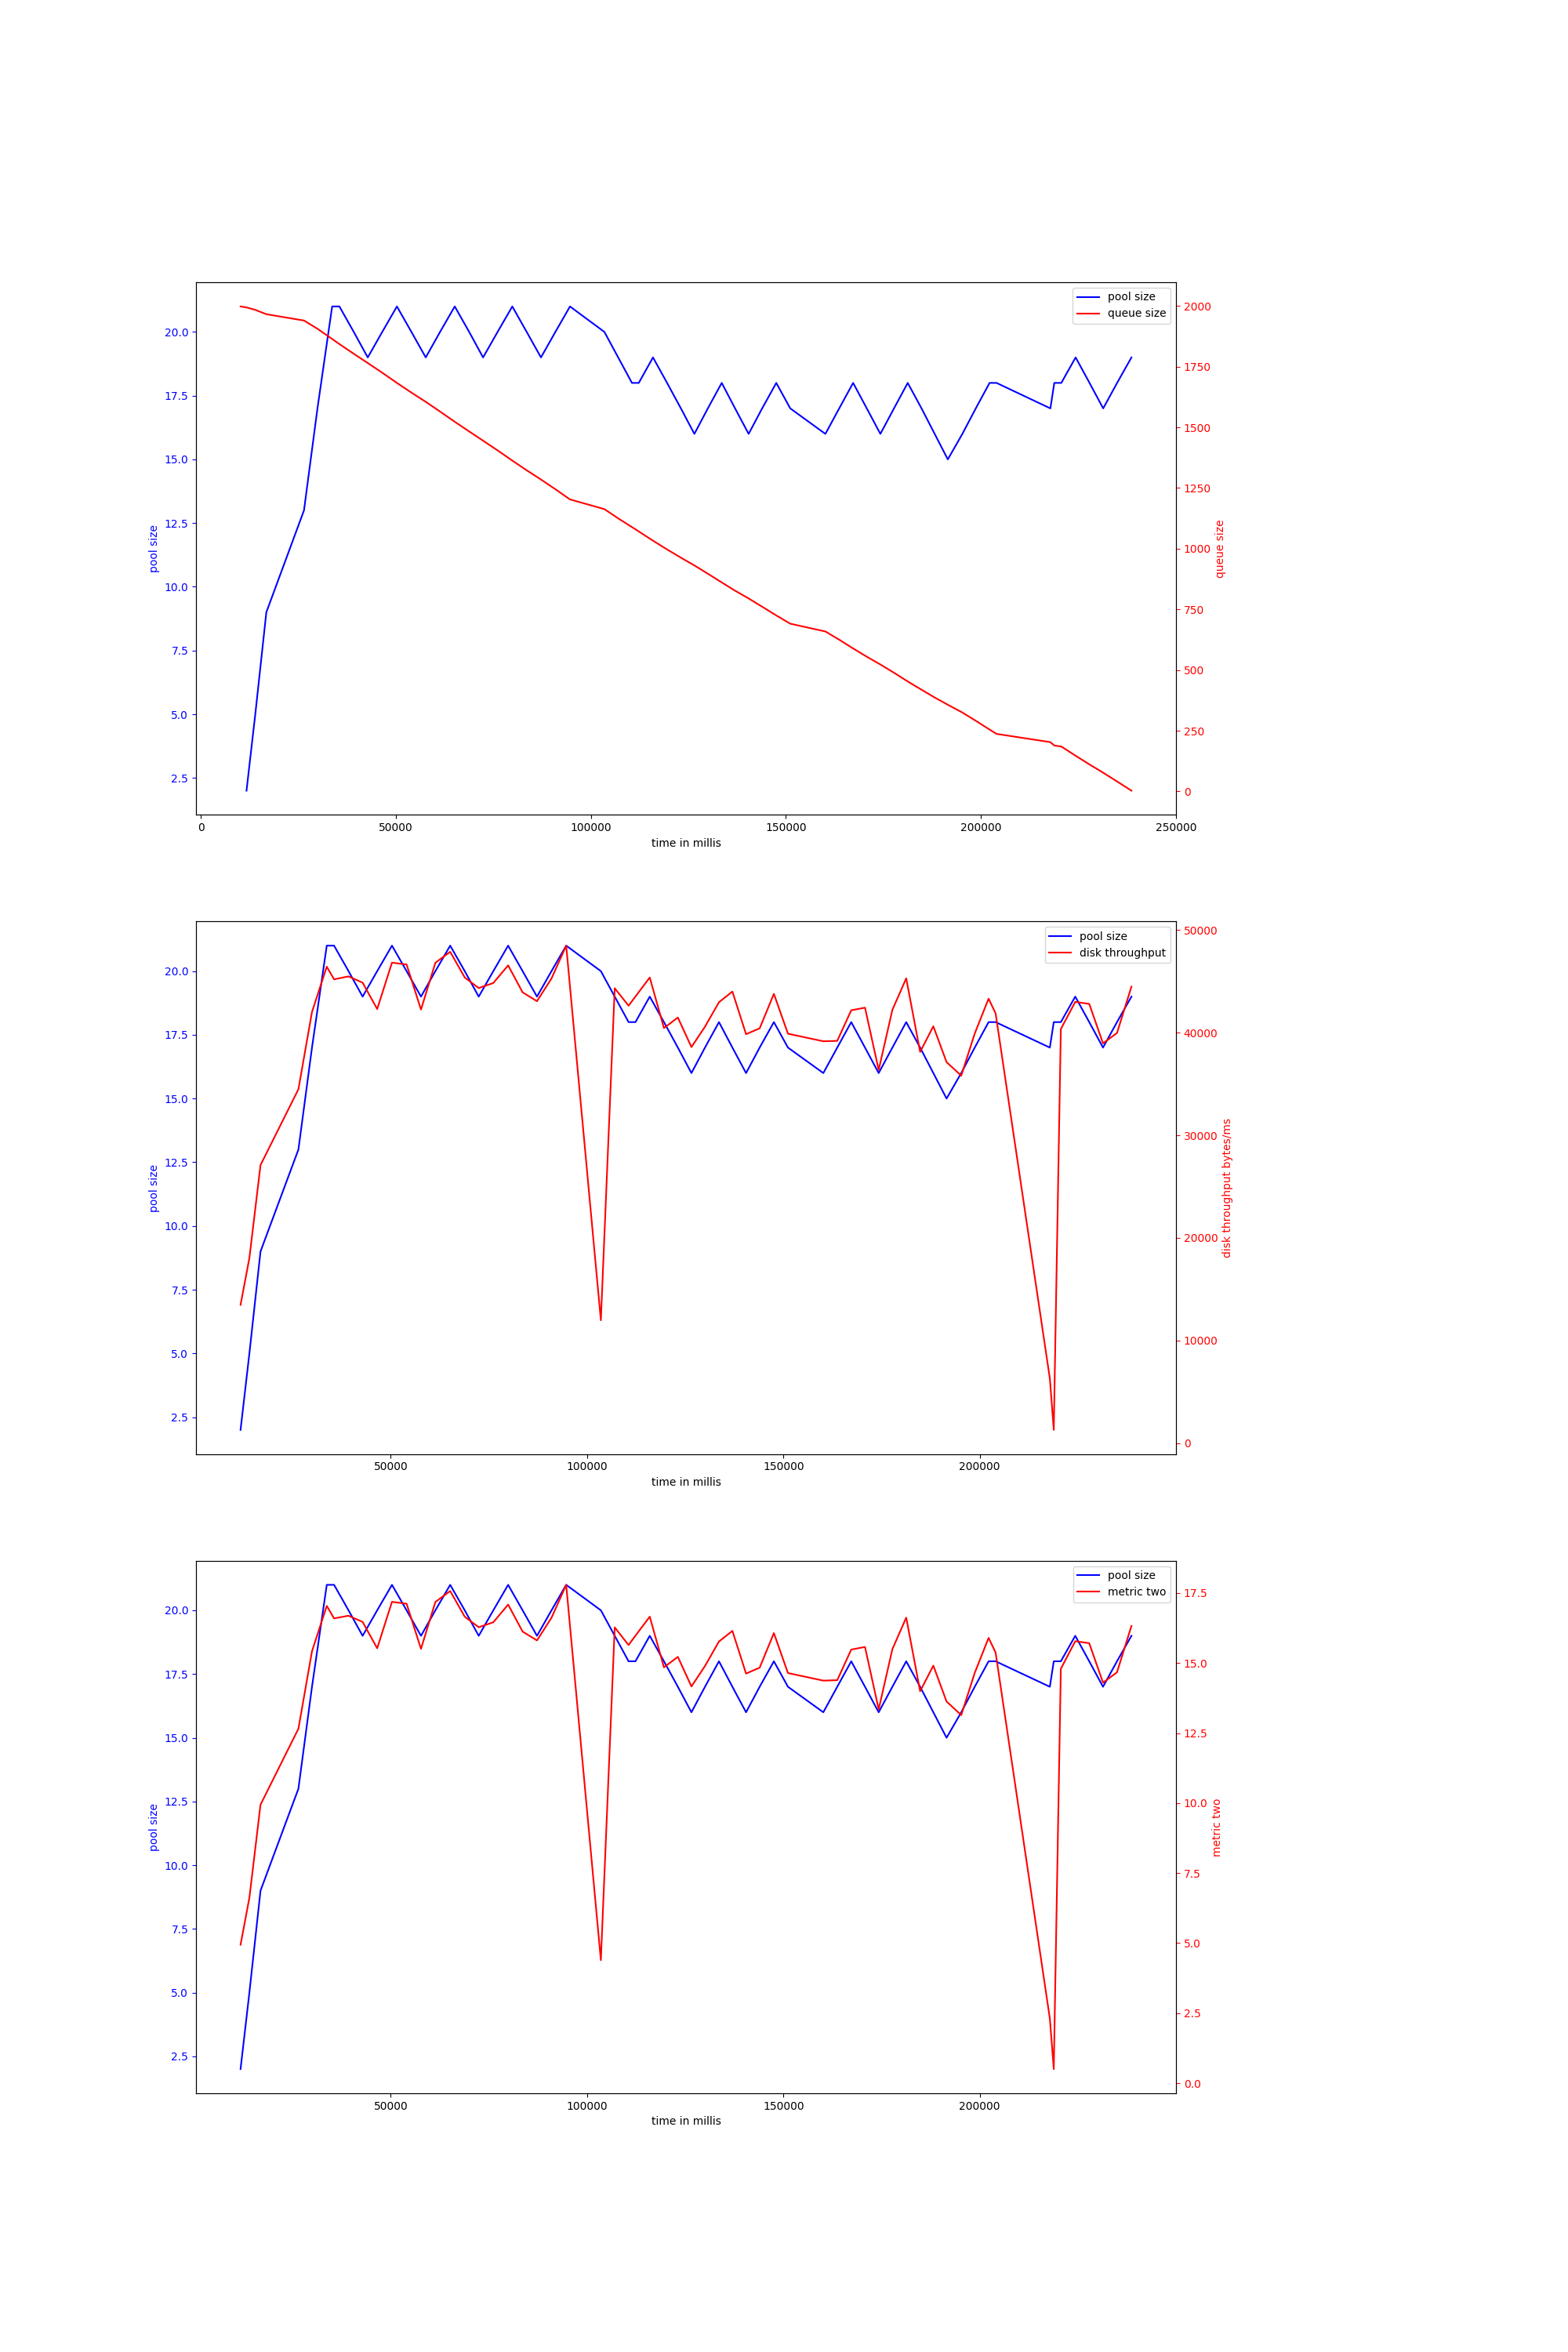 pool size
queue size
20.0
17.5
15.0
12.5
10.0
7.5
5.0
2.5
pool size
2000
1750
1500
1250
1000
750
500
250
0
queue size
0 50000 100000 150000 200000 250000
time in millis
pool size
disk throughput
20.0
17.5
15.0
12.5
10.0
7.5
5.0
2.5
pool size
50000
40000
30000
20000
10000
0
disk throughput bytes/ms
50000 100000 150000 200000
time in millis
pool size
metric two
20.0
17.5
15.0
12.5
10.0
7.5
5.0
2.5
pool size
17.5
15.0
12.5
10.0
7.5
5.0
2.5
0.0
metric two
50000 100000 150000 200000
time in millis